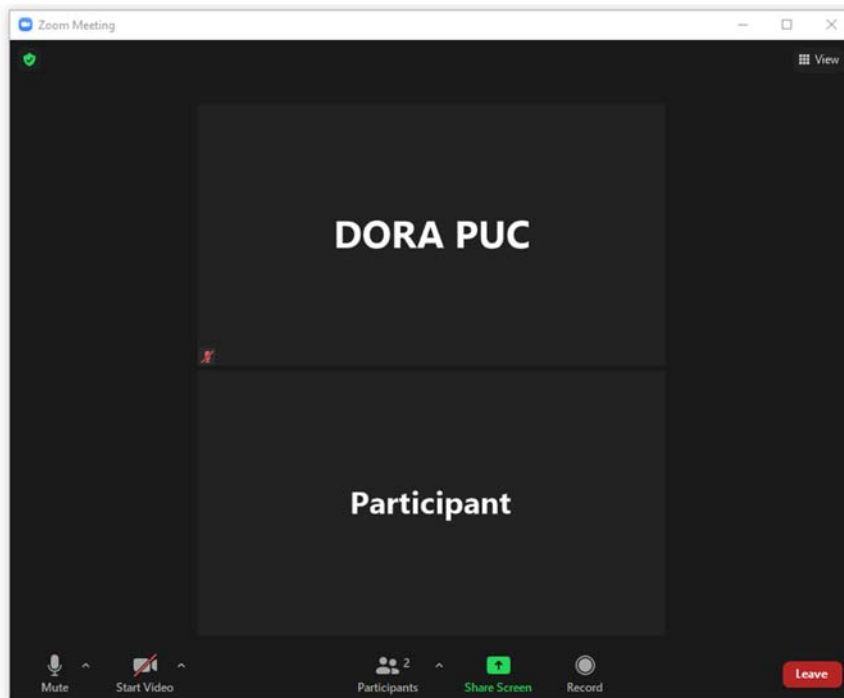 Zoom Meeting
View
DORA PUC
Participant
Mute
Start Video
Participants
2
Share Screen
Record
Leave